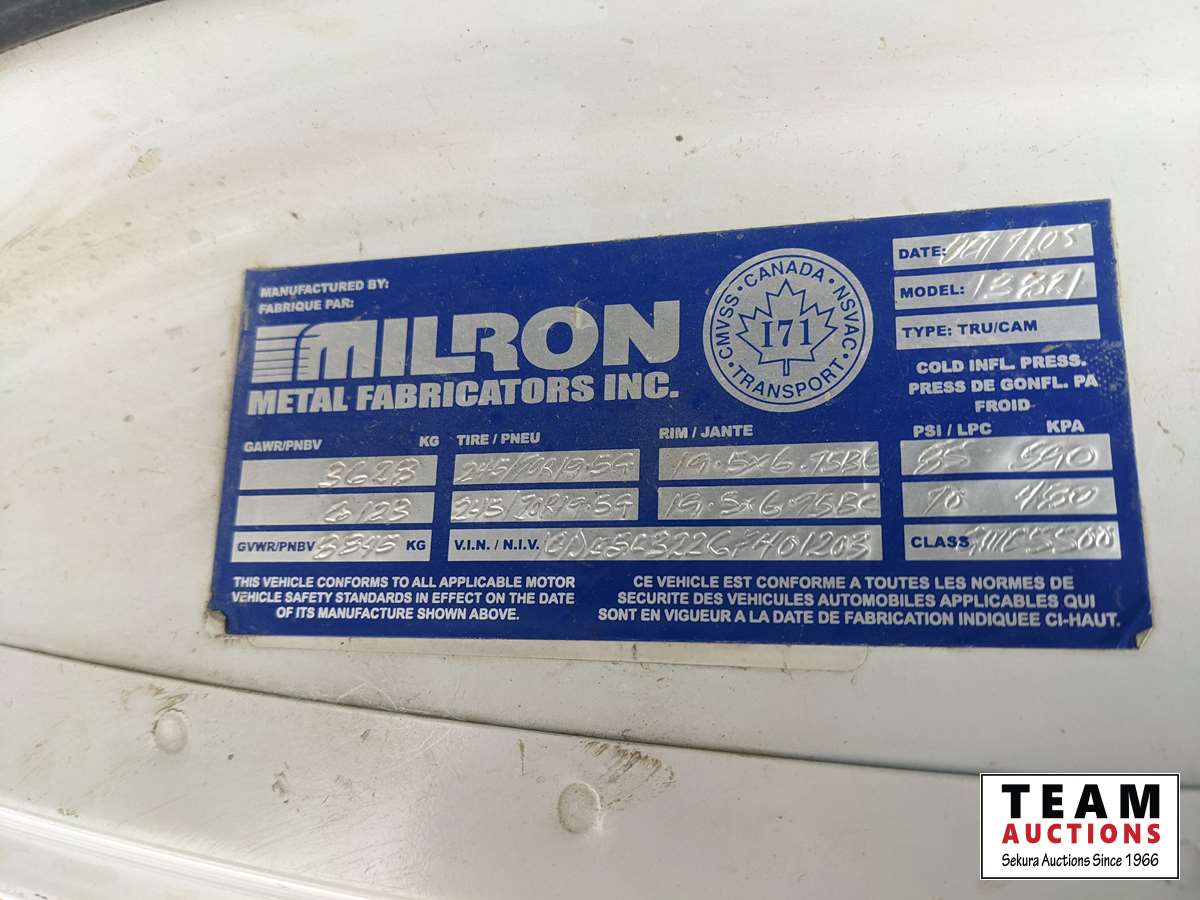 MANUFACTURED BY:
FABRIQUE PAR:
MILRON
METAL FABRICATORS INC.
CMVSS · CANADA · NSVAC · TRANSPORT
171
DATE: /05
MODEL: 13821
TYPE: TRU/CAM
COLD INFL. PRESS.
PRESS DE GONFL. PA
FROID
GAWR/PNBV KG TIRE / PNEU RIM / JANTE PSI / LPC KPA
3628 245/70R19.5G 19.5x6.75BC 85 590
6123 245/70R19.5G 19.5x6.75BC 70 480
GVWR/PNBV KG V.I.N. / N.I.V. CLASS
THIS VEHICLE CONFORMS TO ALL APPLICABLE MOTOR
VEHICLE SAFETY STANDARDS IN EFFECT ON THE DATE
OF ITS MANUFACTURE SHOWN ABOVE.
CE VEHICLE EST CONFORME A TOUTES LES NORMES DE
SECURITE DES VEHICULES AUTOMOBILES APPLICABLES QUI
SONT EN VIGUEUR A LA DATE DE FABRICATION INDIQUEE CI-HAUT.
TEAM
AUCTIONS
Sekura Auctions Since 1966